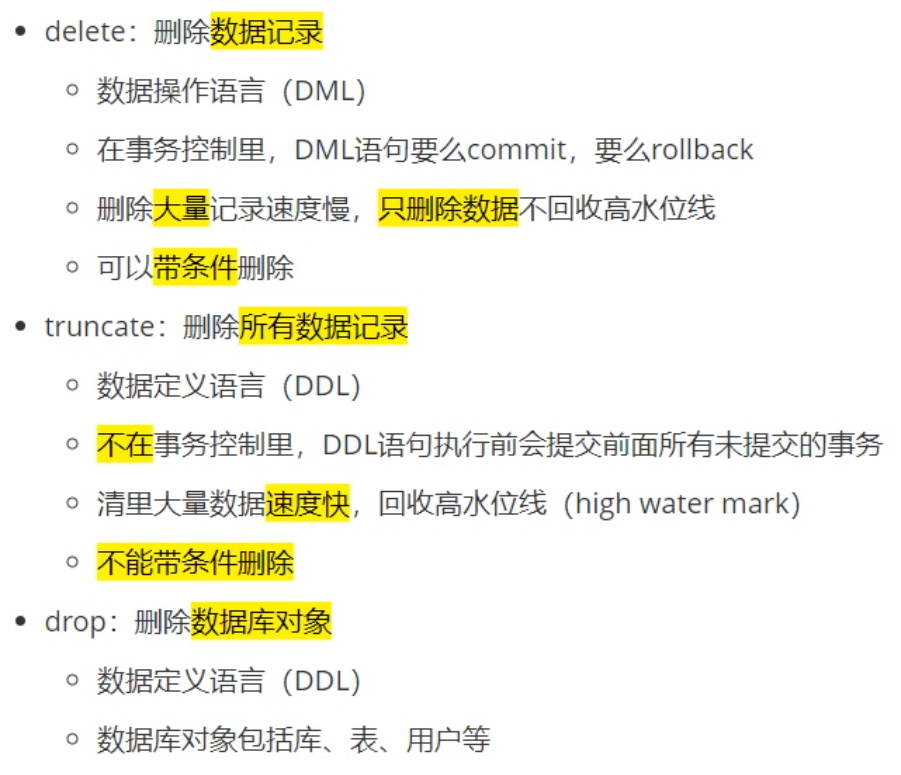 delete：删除数据记录
数据操作语言（DML）
在事务控制里，DML语句要么commit，要么rollback
删除大量记录速度慢，只删除数据不回收高水位线
可以带条件删除
truncate：删除所有数据记录
数据定义语言（DDL）
不在事务控制里，DDL语句执行前会提交前面所有未提交的事务
清里大量数据速度快，回收高水位线（high water mark）
不能带条件删除
drop：删除数据库对象
数据定义语言（DDL）
数据库对象包括库、表、用户等